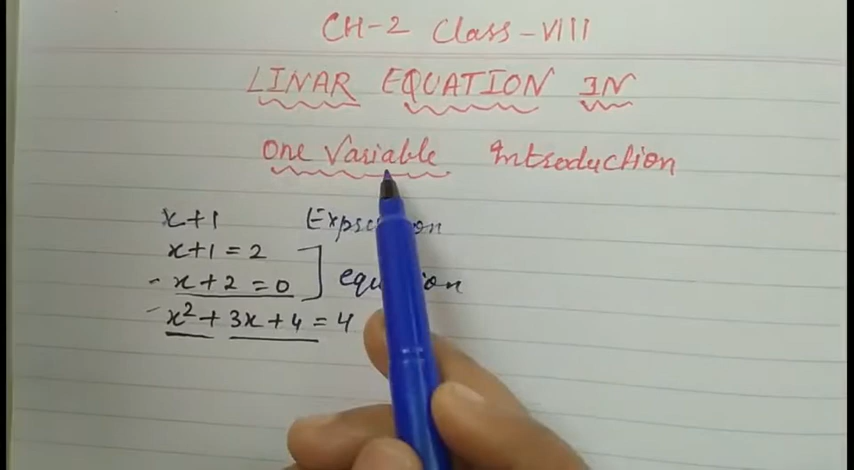 CH-2 Class-VIII
LINAR EQUATION IN
One Variable Introduction
x+1
x+1 = 2
- x + 2 = 0
- x² + 3x + 4 = 4